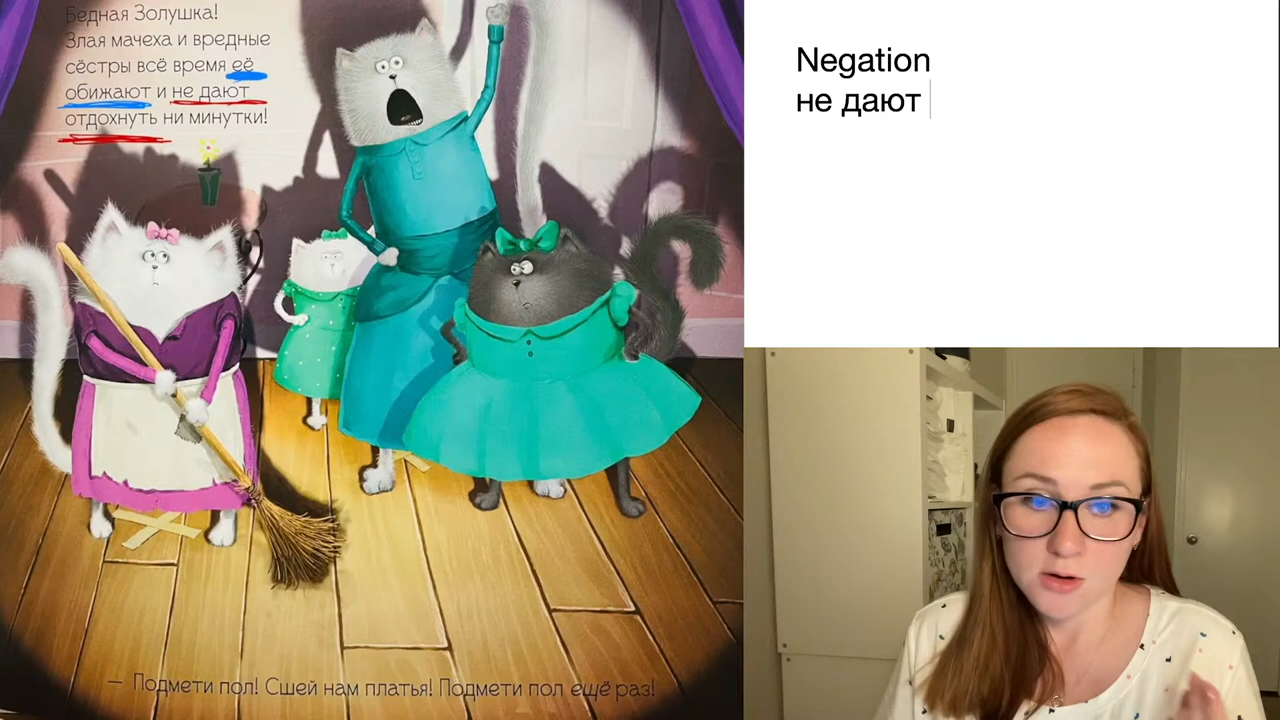 Бедная Золушка!
Злая мачеха и вредные
сёстры всё время её
обижают и не дают
отдохнуть ни минутки!
— Подмети пол! Сшей нам платья! Подмети пол ещё раз!
Negation
не дают